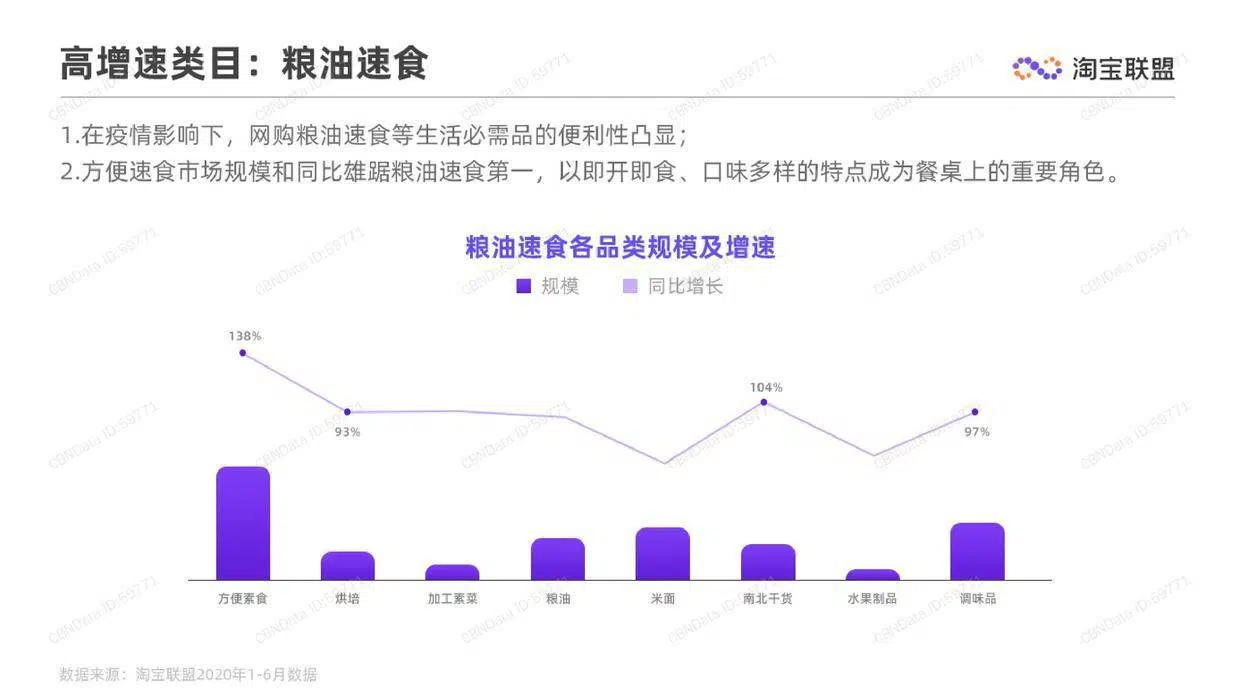 高增速类目：粮油速食
淘宝联盟
1.在疫情影响下，网购粮油速食等生活必需品的便利性凸显；
2.方便速食市场规模和同比雄踞粮油速食第一，以即开即食、口味多样的特点成为餐桌上的重要角色。
粮油速食各品类规模及增速
规模 同比增长
138%
93%
104%
97%
方便素食 烘培 加工素菜 粮油 米面 南北干货 水果制品 调味品
数据来源：淘宝联盟2020年1-6月数据
CBNData ID:59771